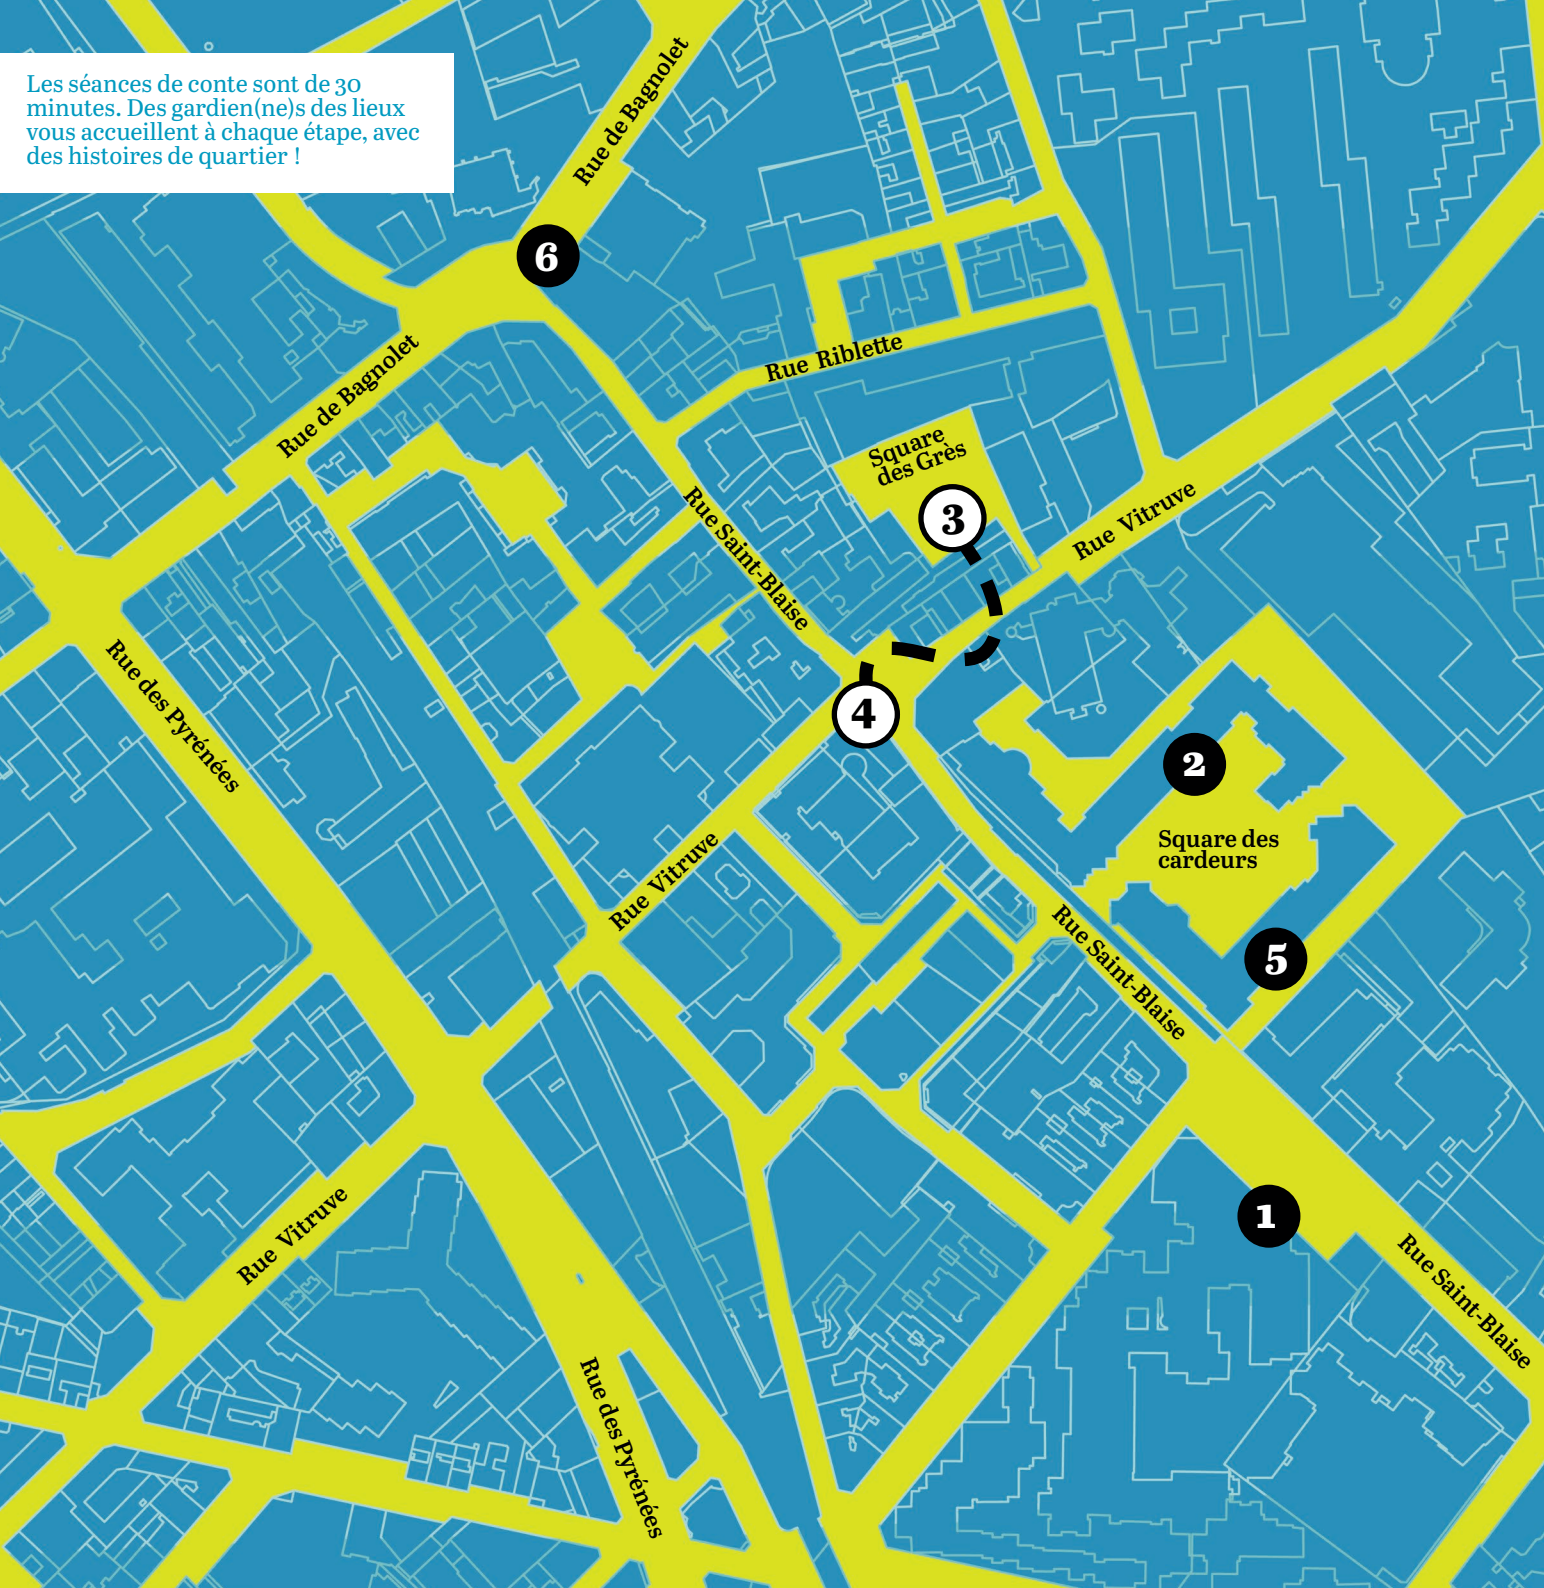 Les séances de conte sont de 30
minutes. Des gardien(ne)s des lieux
vous accueillent à chaque étape, avec
des histoires de quartier !
Rue de Bagnolet
6
Rue de Bagnolet
Rue Riblette
Square
des Grès
3
Rue Saint-Blaise
Rue Vitruve
Rue des Pyrénées
4
2
Square des
cardeurs
Rue Vitruve
5
Rue Saint-Blaise
Rue Vitruve
1
Rue Saint-Blaise
Rue des Pyrénées